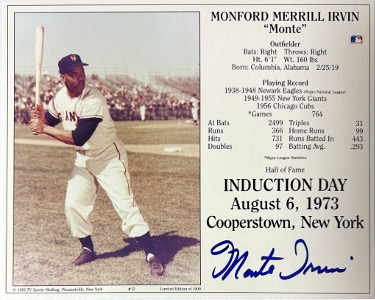 MONFORD MERRILL IRVIN
"Monte"
Outfielder
Bats: Right Throws: Right
Ht. 6'1" Wt. 160 lbs
Born: Columbia, Alabama 2/25/19
Playing Record
1938-1948 Newark Eagles (Negro National League)
1949-1955 New York Giants
1956 Chicago Cubs
*Games 764
At Bats 2499 Triples 31
Runs 366 Home Runs 99
Hits 731 Runs Batted In 443
Doubles 97 Batting Avg. .293
*Major League Statistics
Hall of Fame
INDUCTION DAY
August 6, 1973
Cooperstown, New York
Monte Irvin
Limited Edition of 1000